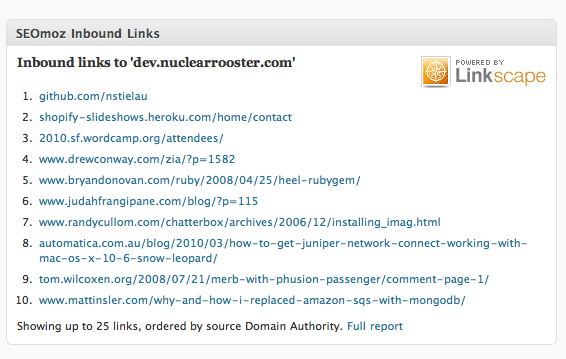 SEOmoz Inbound Links
Inbound links to 'dev.nuclearrooster.com'
POWERED BY
Linkscape
1. github.com/nstielau
2. shopify-slideshows.heroku.com/home/contact
3. 2010.sf.wordcamp.org/attendees/
4. www.drewconway.com/zia/?p=1582
5. www.bryandonovan.com/ruby/2008/04/25/heel-rubygem/
6. www.judahfrangipane.com/blog/?p=115
7. www.randycullom.com/chatterbox/archives/2006/12/installing_imag.html
8. automatica.com.au/blog/2010/03/how-to-get-juniper-network-connect-working-with-
mac-os-x-10-6-snow-leopard/
9. tom.wilcoxen.org/2008/07/21/merb-with-phusion-passenger/comment-page-1/
10. www.mattinsler.com/why-and-how-i-replaced-amazon-sqs-with-mongodb/
Showing up to 25 links, ordered by source Domain Authority. Full report